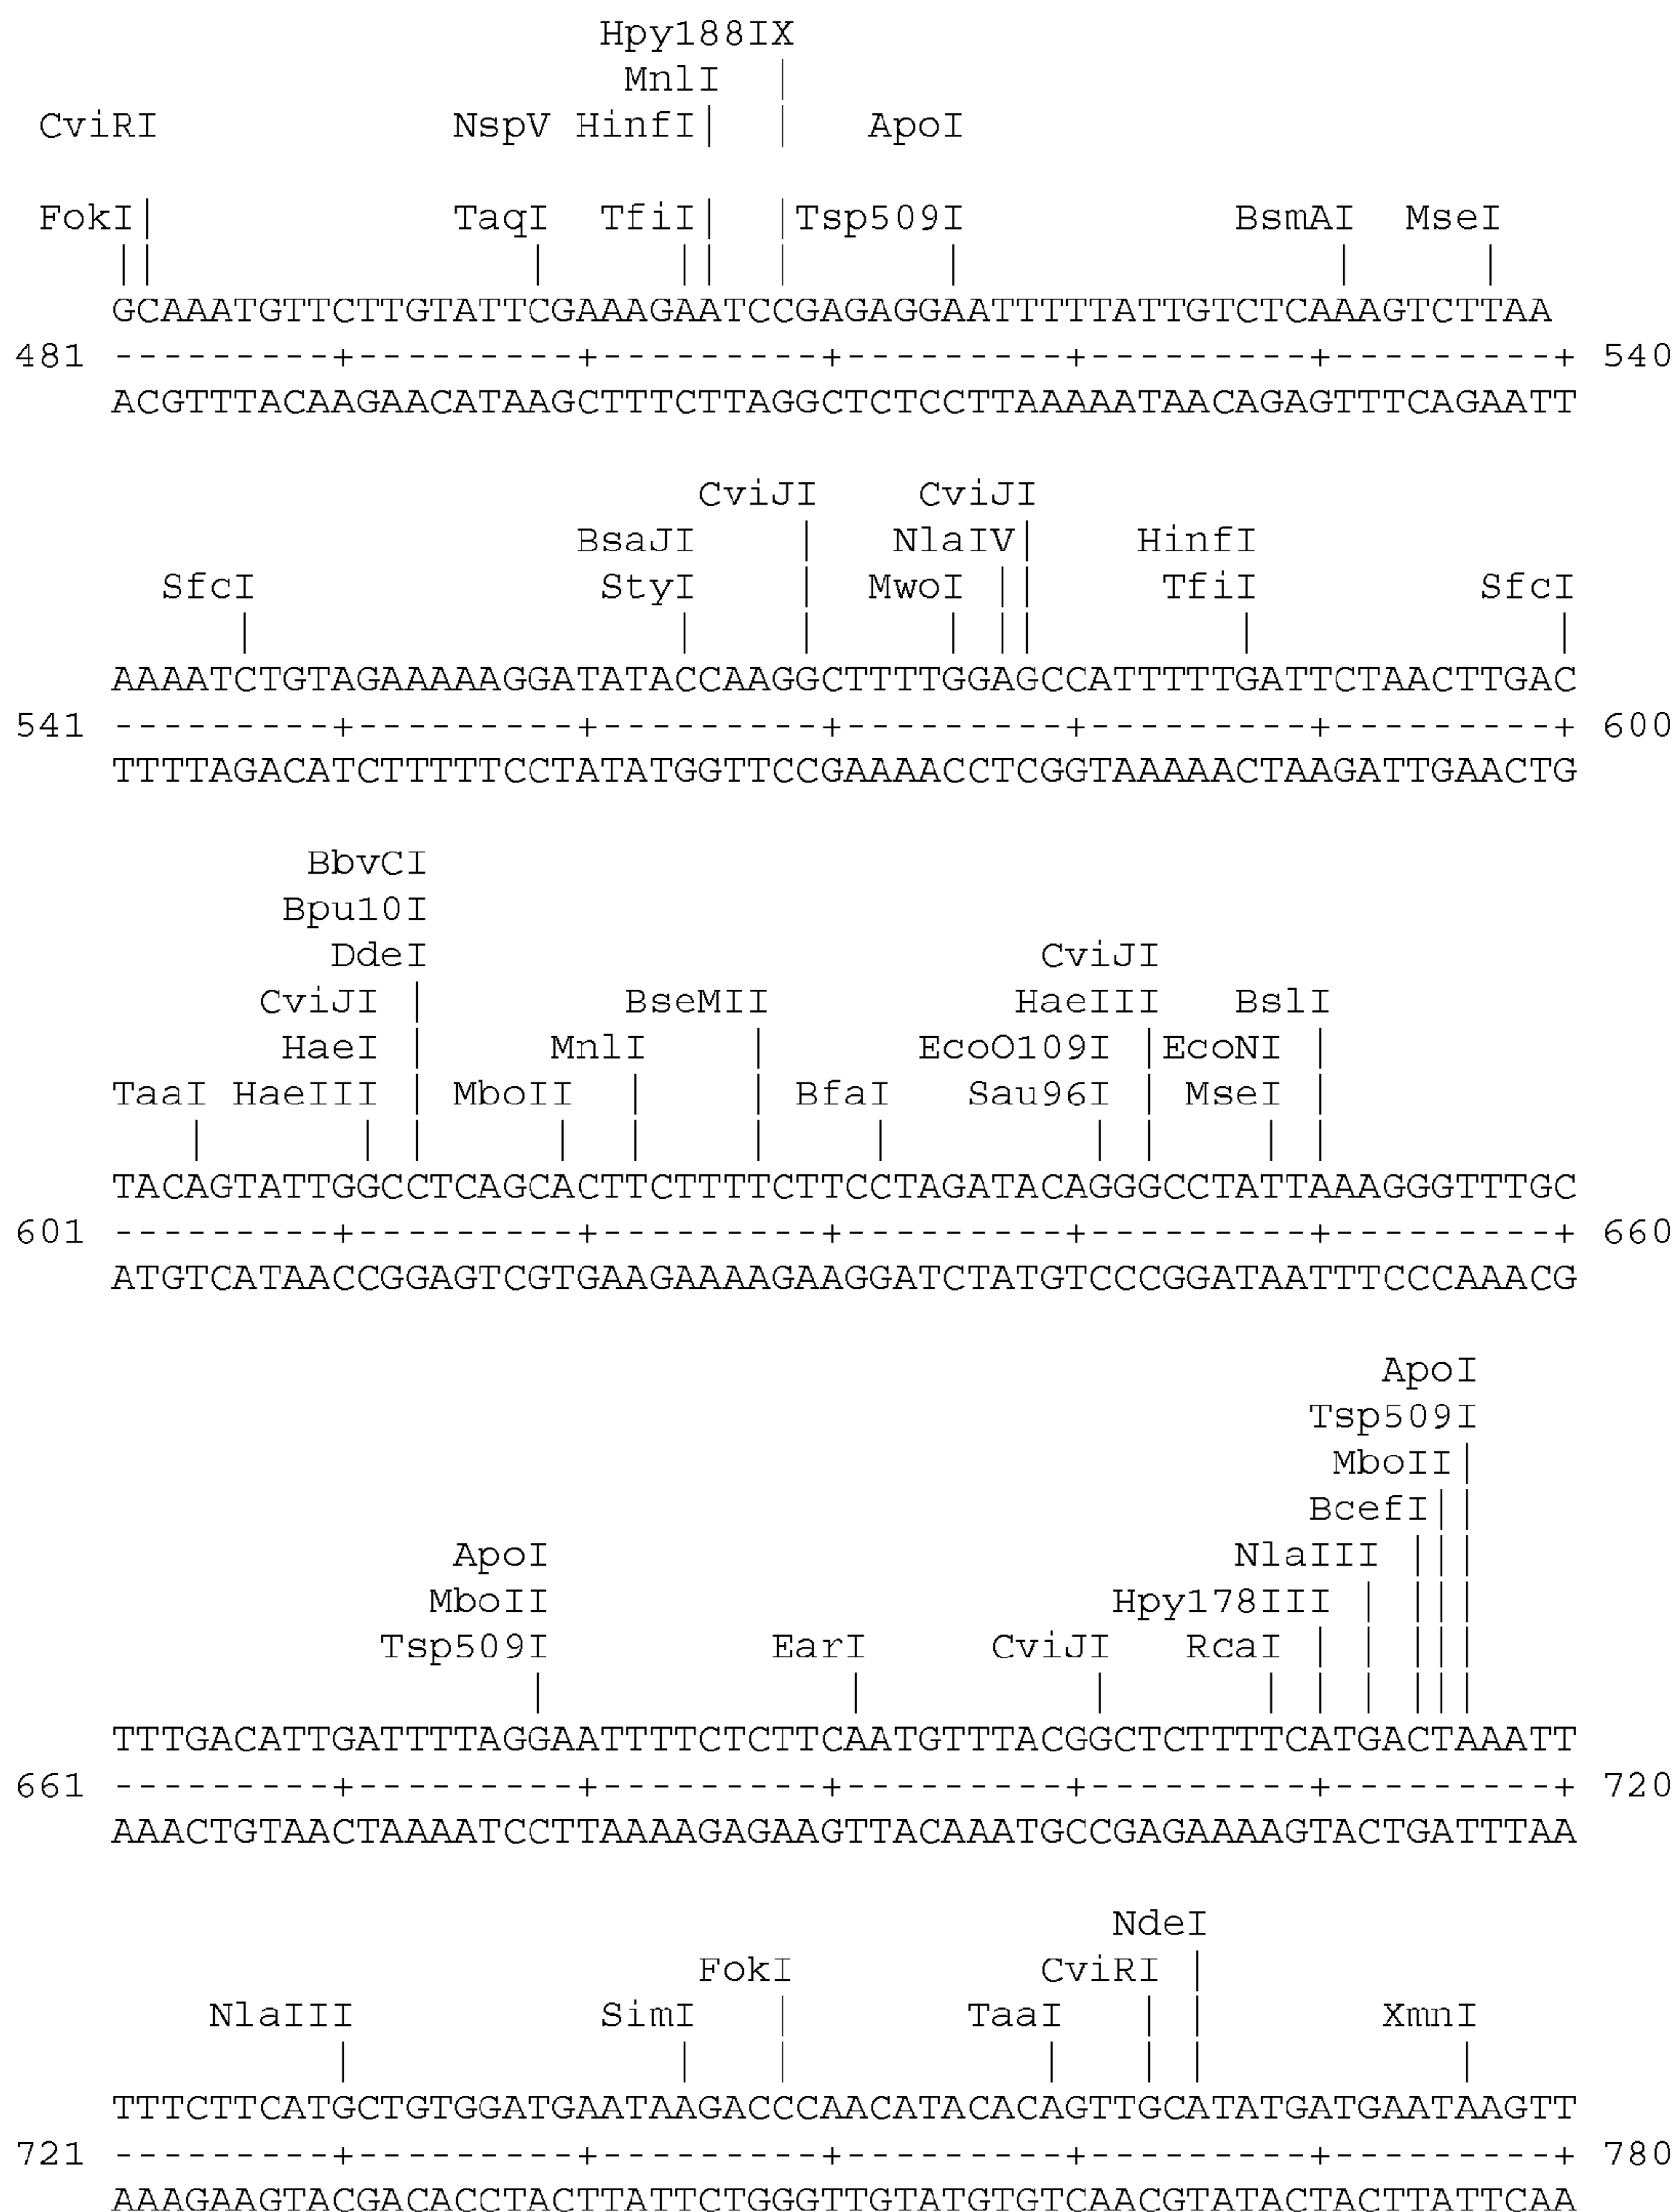 Hpy188IX
MnlI |
CviRI NspV HinfI| | ApoI
FokI| TaqI TfiI| |Tsp509I BsmAI MseI
|| | || | | | |
GCAAATGTTCTTGTATTCGAAAGAATCCGAGAGGAATTTTTATTGTCTCAAAGTCTTAA
481 ---------+---------+---------+---------+---------+---------+ 540
ACGTTTACAAGAACATAAGCTTTCTTAGGCTCTCCTTAAAAATAACAGAGTTTCAGAATT
CviJI CviJI
BsaJI | NlaIV| HinfI
SfcI StyI | MwoI || TfiI SfcI
| | | | || | |
AAAATCTGTAGAAAAAGGATATACCAAGGCTTTTGGAGCCATTTTTGATTCTAACTTGAC
541 ---------+---------+---------+---------+---------+---------+ 600
TTTTAGACATCTTTTTCCTATATGGTTCCGAAAACCTCGGTAAAAACTAAGATTGAACTG
BbvCI
Bpu10I
DdeI CviJI
CviJI | BseMII HaeIII BslI
HaeI | MnlI | EcoO109I |EcoNI |
TaaI HaeIII | MboII | | BfaI Sau96I | MseI |
| | | | | | | | | | |
TACAGTATTGGCCTCAGCACTTCTTTTCTTCCTAGATACAGGGCCTATTAAAGGGTTTGC
601 ---------+---------+---------+---------+---------+---------+ 660
ATGTCATAACCGGAGTCGTGAAGAAAAGAAGGATCTATGTCCCGGATAATTTCCCAAACG
ApoI
Tsp509I
MboII|
BcefI||
ApoI NlaIII |||
MboII Hpy178III | |||
Tsp509I EarI CviJI RcaI | | |||
| | | | | | |||
TTTGACATTGATTTTAGGAATTTTCTCTTCAATGTTTACGGCTCTTTTCATGACTAAATT
661 ---------+---------+---------+---------+---------+---------+ 720
AAACTGTAACTAAAATCCTTAAAAGAGAAGTTACAAATGCCGAGAAAAGTACTGATTTAA
NdeI
FokI CviRI |
NlaIII SimI | TaaI | | XmnI
| | | | | | |
TTTCTTCATGCTGTGGATGAATAAGACCCAACATACACAGTTGCATATGATGAATAAGTT
721 ---------+---------+---------+---------+---------+---------+ 780
AAAGAAGTACGACACCTACTTATTCTGGGTTGTATGTGTCAACGTATACTACTTATTCAA